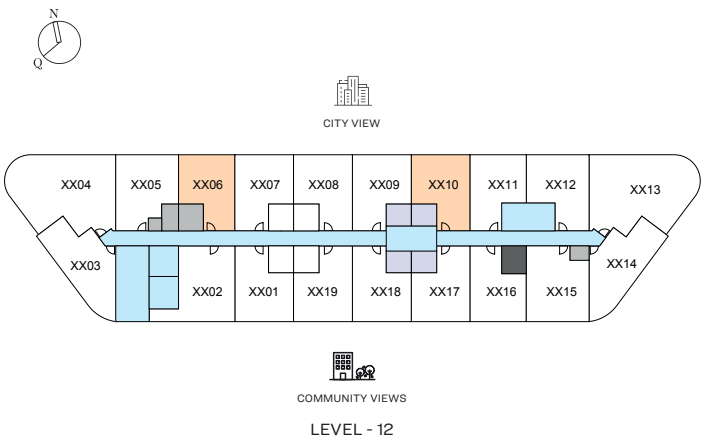 N
Q
CITY VIEW
XX04 XX05 XX06 XX07 XX08 XX09 XX10 XX11 XX12 XX13
XX03 XX02 XX01 XX19 XX18 XX17 XX16 XX15 XX14
COMMUNITY VIEWS
LEVEL - 12